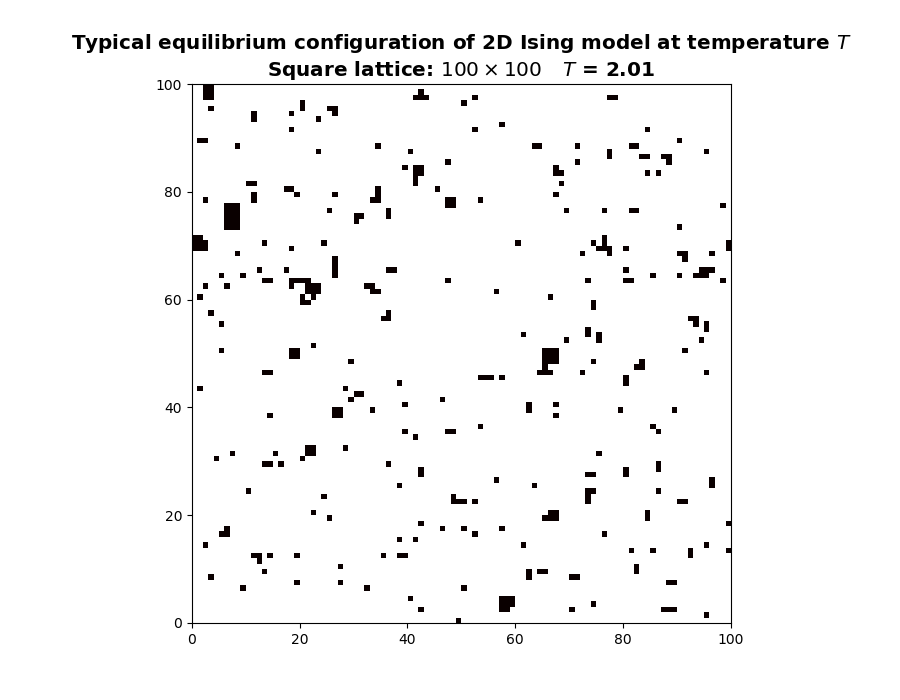 Typical equilibrium configuration of 2D Ising model at temperature T
Square lattice: 100 × 100 T = 2.01
100
80
60
40
20
0
0 20 40 60 80 100